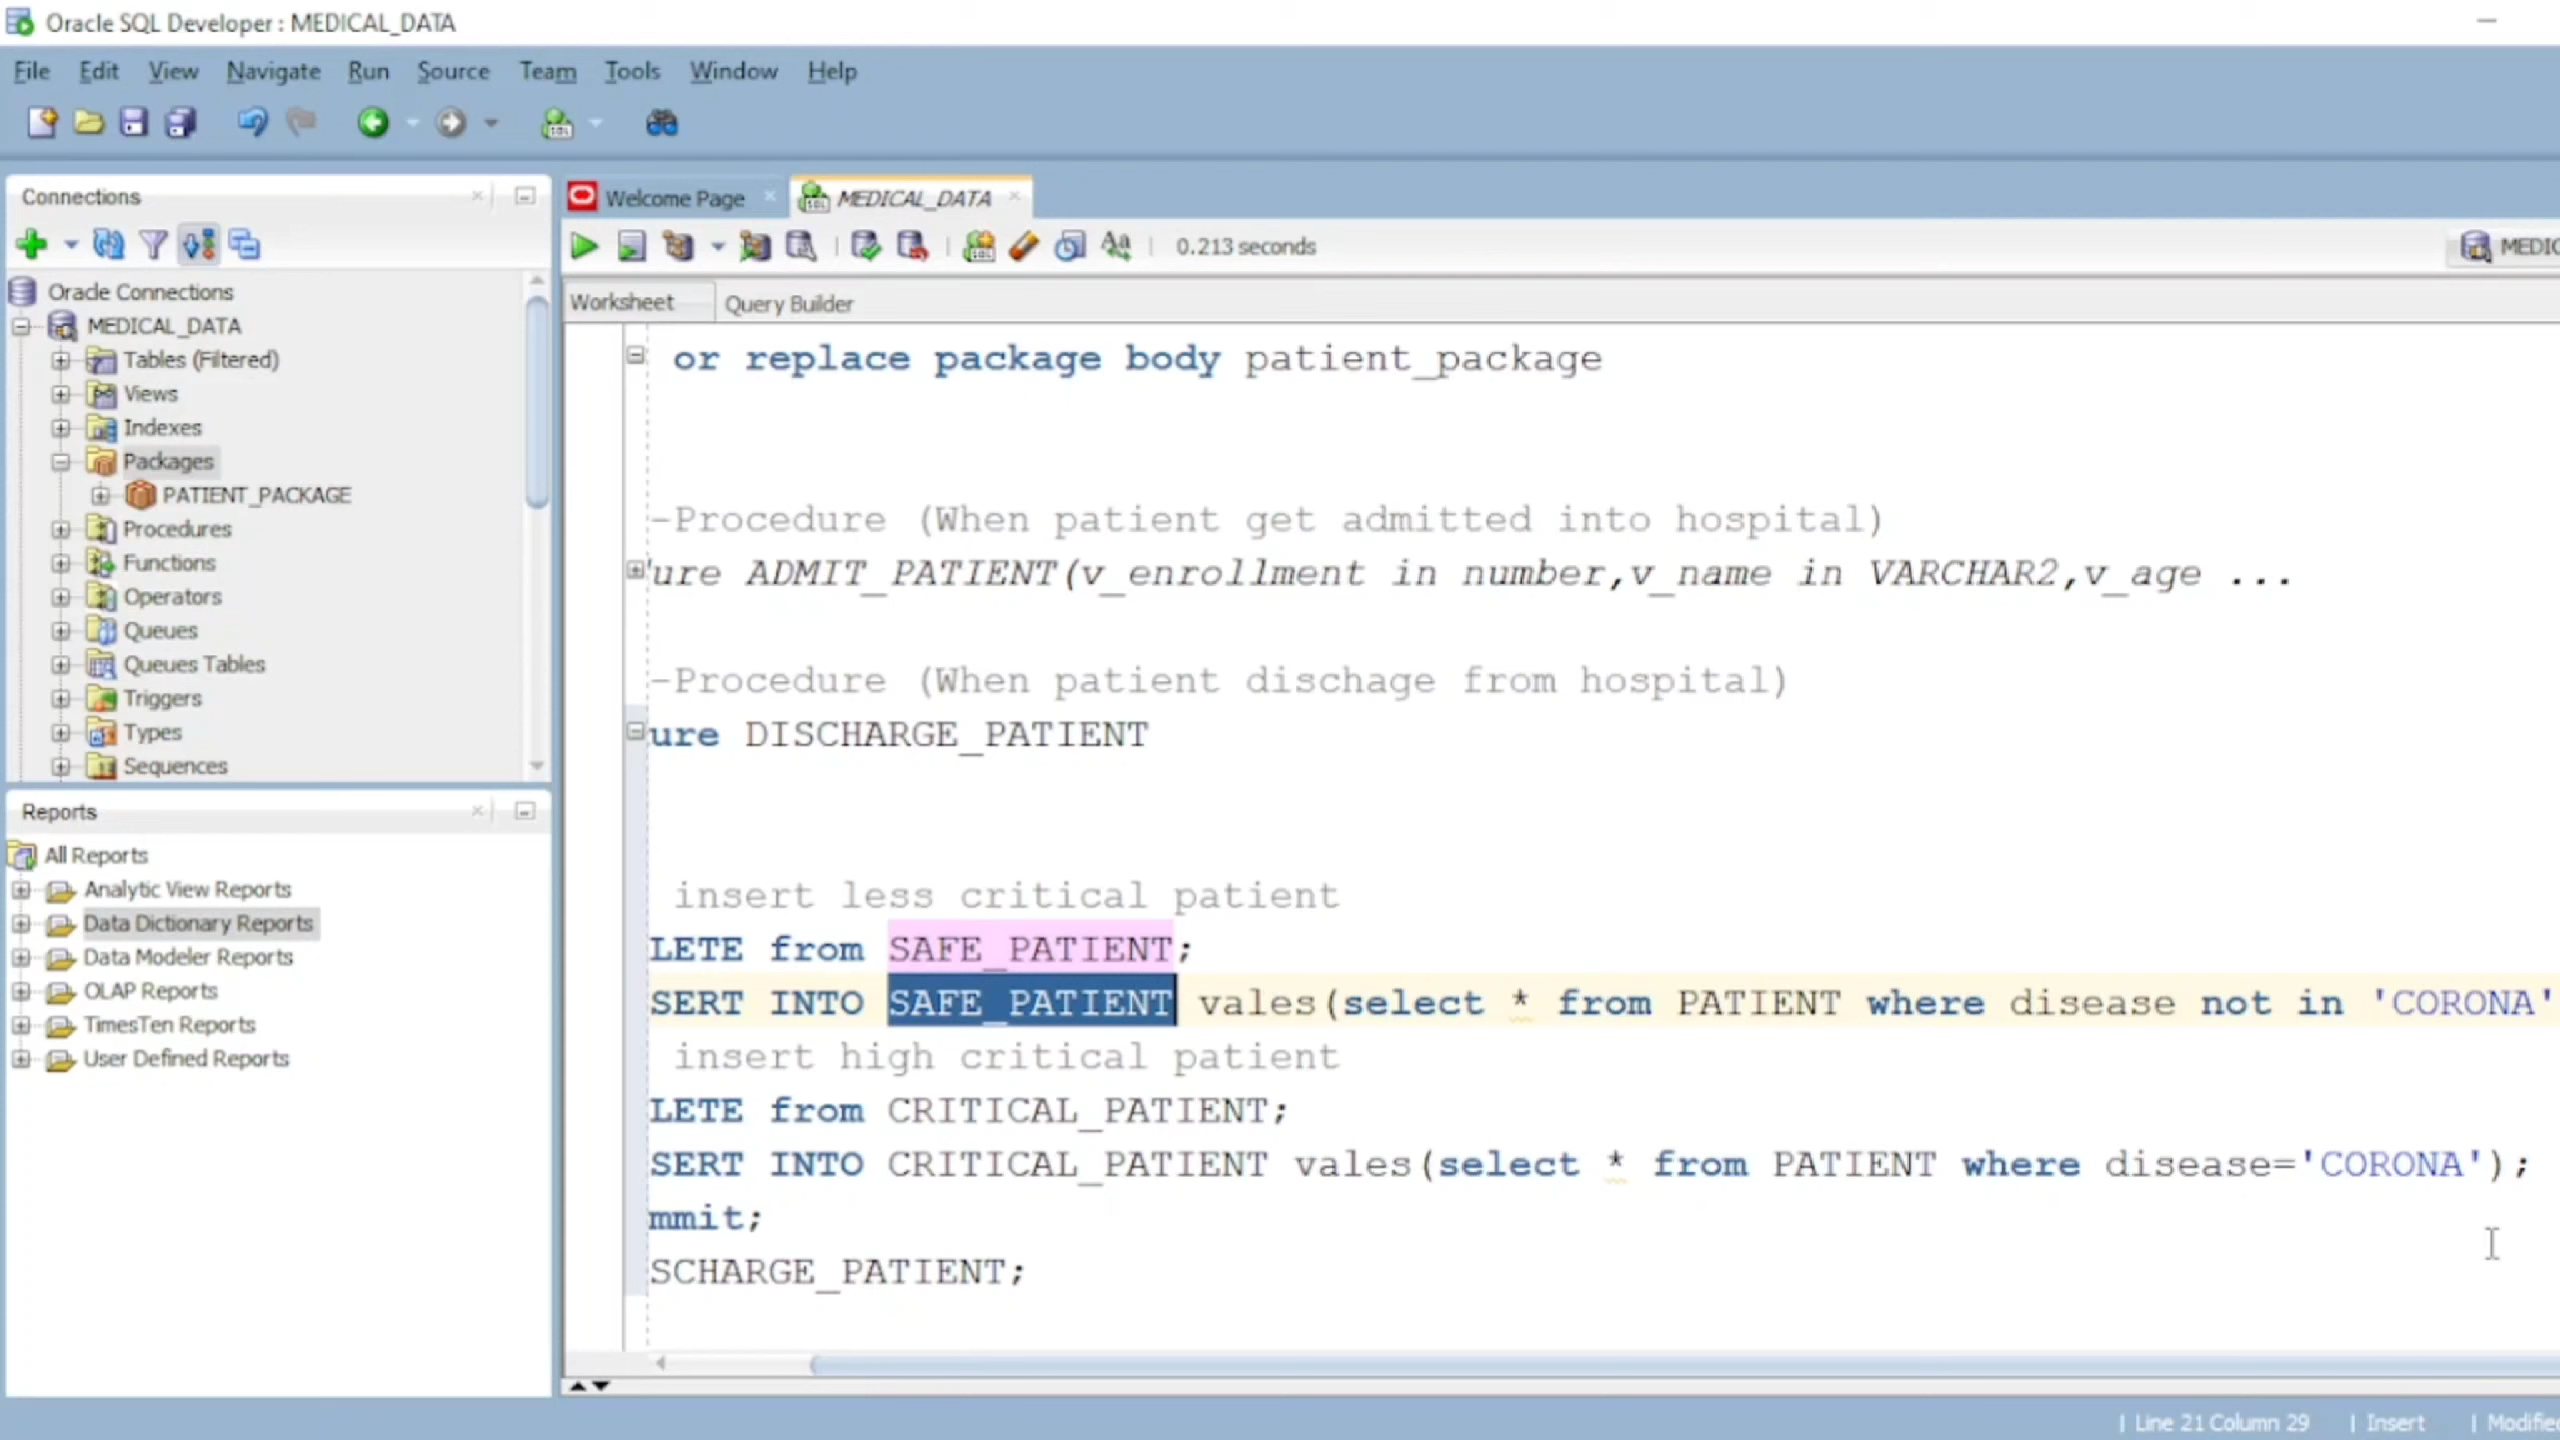 Oracle SQL Developer : MEDICAL_DATA
File Edit View Navigate Run Source Team Tools Window Help
Connections
Oracle Connections
MEDICAL_DATA
Tables (Filtered)
Views
Indexes
Packages
PATIENT_PACKAGE
Procedures
Functions
Operators
Queues
Queues Tables
Triggers
Types
Sequences
Reports
All Reports
Analytic View Reports
Data Dictionary Reports
Data Modeler Reports
OLAP Reports
TimesTen Reports
User Defined Reports
Welcome Page MEDICAL_DATA
0.213 seconds MEDIC
Worksheet Query Builder
or replace package body patient_package
-Procedure (When patient get admitted into hospital)
ure ADMIT_PATIENT(v_enrollment in number,v_name in VARCHAR2,v_age ...
-Procedure (When patient dischage from hospital)
ure DISCHARGE_PATIENT
insert less critical patient
LETE from SAFE_PATIENT;
SERT INTO SAFE_PATIENT vales(select * from PATIENT where disease not in 'CORONA'
insert high critical patient
LETE from CRITICAL_PATIENT;
SERT INTO CRITICAL_PATIENT vales(select * from PATIENT where disease='CORONA');
mmit;
SCHARGE_PATIENT;
| Line 21 Column 29 | Insert | Modified